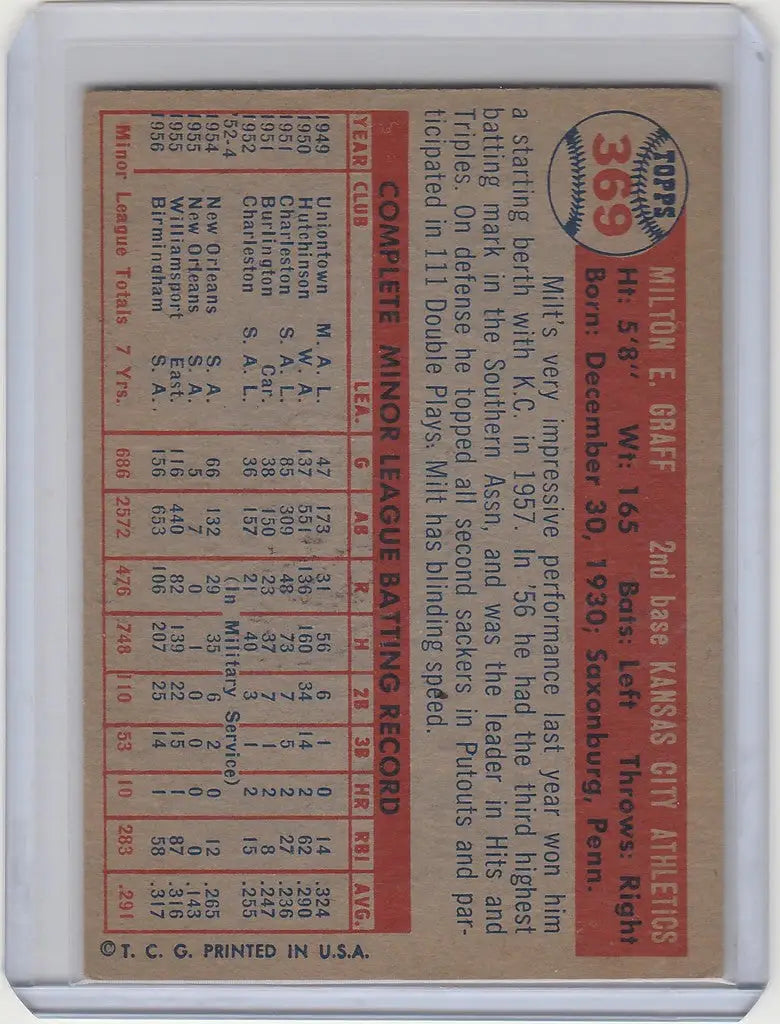 TOPPS
369
MILTON E. GRAFF 2nd base KANSAS CITY ATHLETICS
Ht: 5'8" Wt: 165 Bats: Left Throws: Right
Born: December 30, 1930; Saxonburg, Penn.
Milt's very impressive performance last year won him
a starting berth with K.C. in 1957. In '56 he had the third highest
batting mark in the Southern Assn, and was the leader in Hits and
Triples. On defense he topped all second sackers in Putouts and par-
ticipated in 111 Double Plays. Milt has blinding speed.
COMPLETE MINOR LEAGUE BATTING RECORD
YEAR CLUB LEA. G AB R H 2B 3B HR RBI AVG.
1949 Uniontown M. A. L. 47 173 31 56 6 1 0 14 .324
1950 Hutchinson W. A. 137 551 136 160 34 14 2 62 .290
1951 Charleston S. A. L. 85 309 48 73 7 5 2 27 .236
1951 Burlington Car. 38 150 23 37 7 1 2 8 .247
1952 Charleston S. A. L. 36 157 21 40 3 1 2 15 .255
'52-4 (In Military Service)
1954 New Orleans S. A. 66 132 29 35 6 2 0 12 .265
1955 New Orleans S. A. 5 7 0 1 0 0 0 0 .143
1955 Williamsport East. 116 440 82 139 22 15 1 87 .316
1956 Birmingham S. A. 156 653 106 207 25 14 1 58 .317
Minor League Totals 7 Yrs. 686 2572 476 748 110 53 10 283 .291
© T. C. G. PRINTED IN U.S.A.